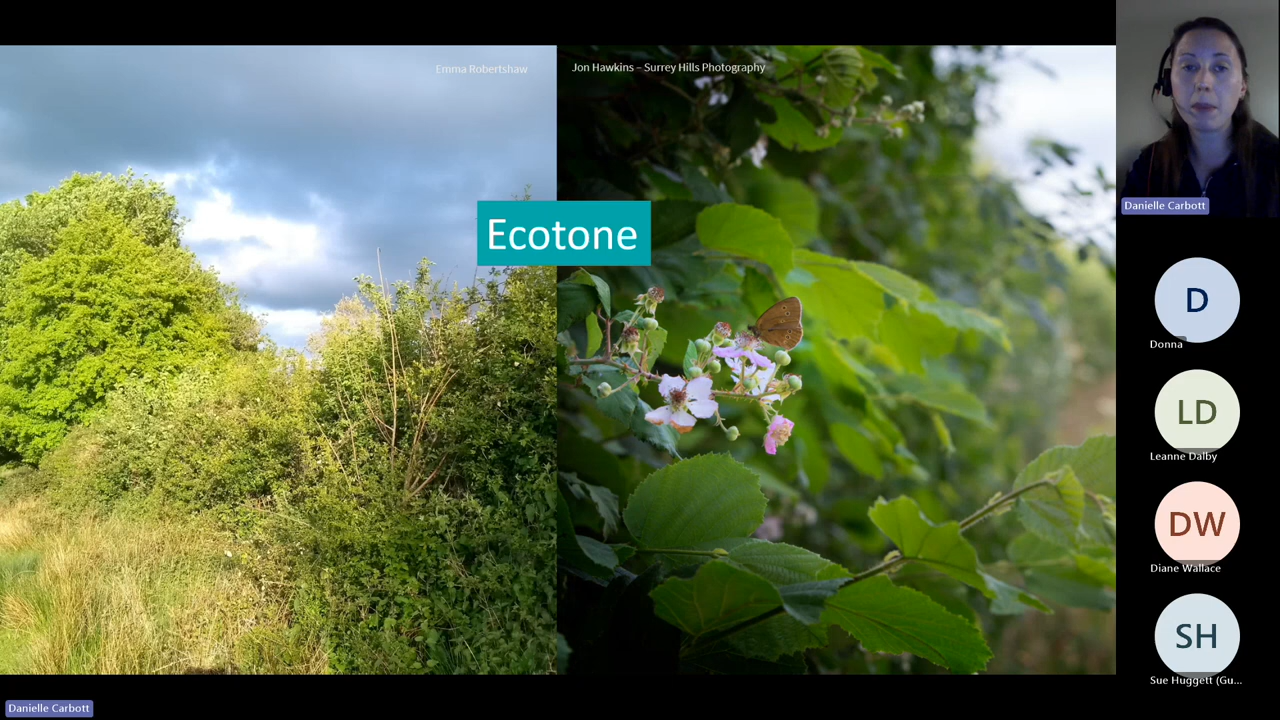 Emma Robertshaw
Jon Hawkins – Surrey Hills Photography
Ecotone
Danielle Carbott
D
Donna
LD
Leanne Dalby
DW
Diane Wallace
SH
Sue Huggett (Gu...
Danielle Carbott